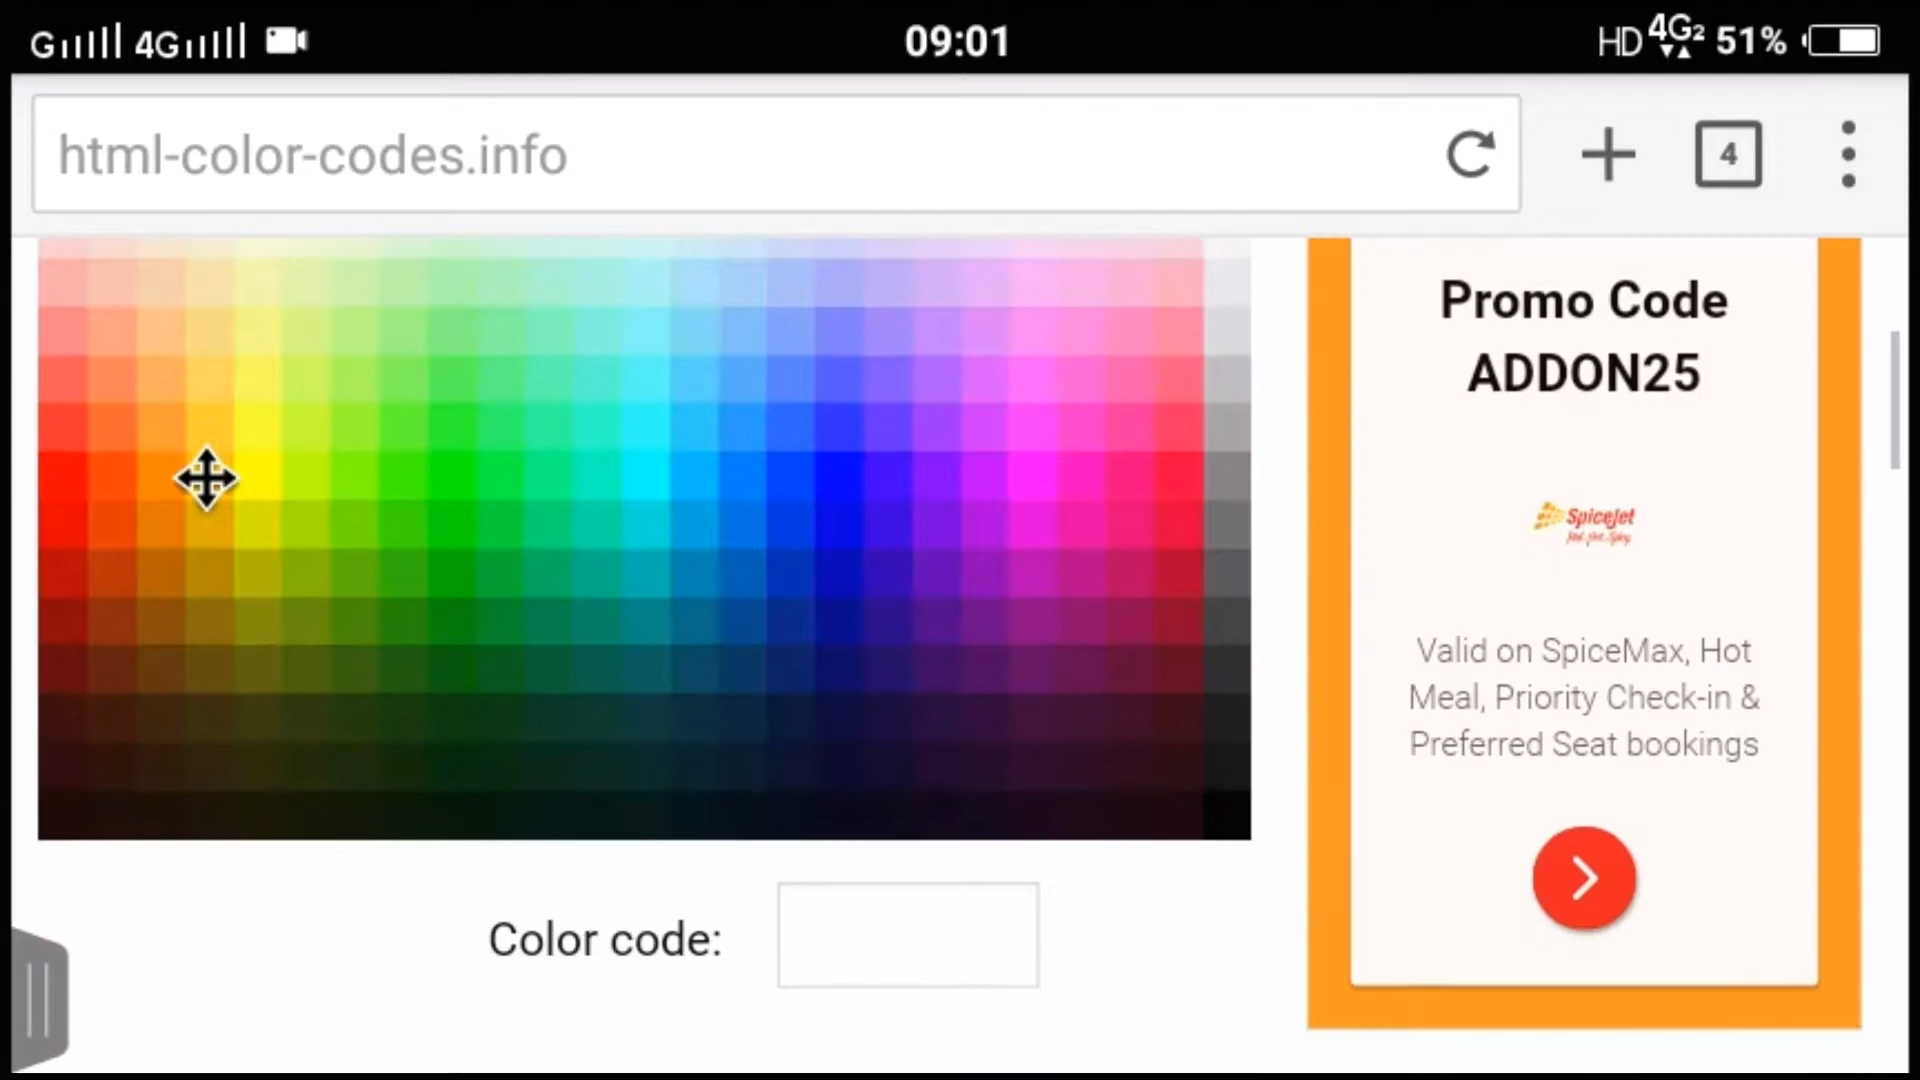 G 4G 09:01 HD 4G2 51%
html-color-codes.info
4
Promo Code
ADDON25
SpiceJet
Valid on SpiceMax, Hot
Meal, Priority Check-in &
Preferred Seat bookings
Color code: